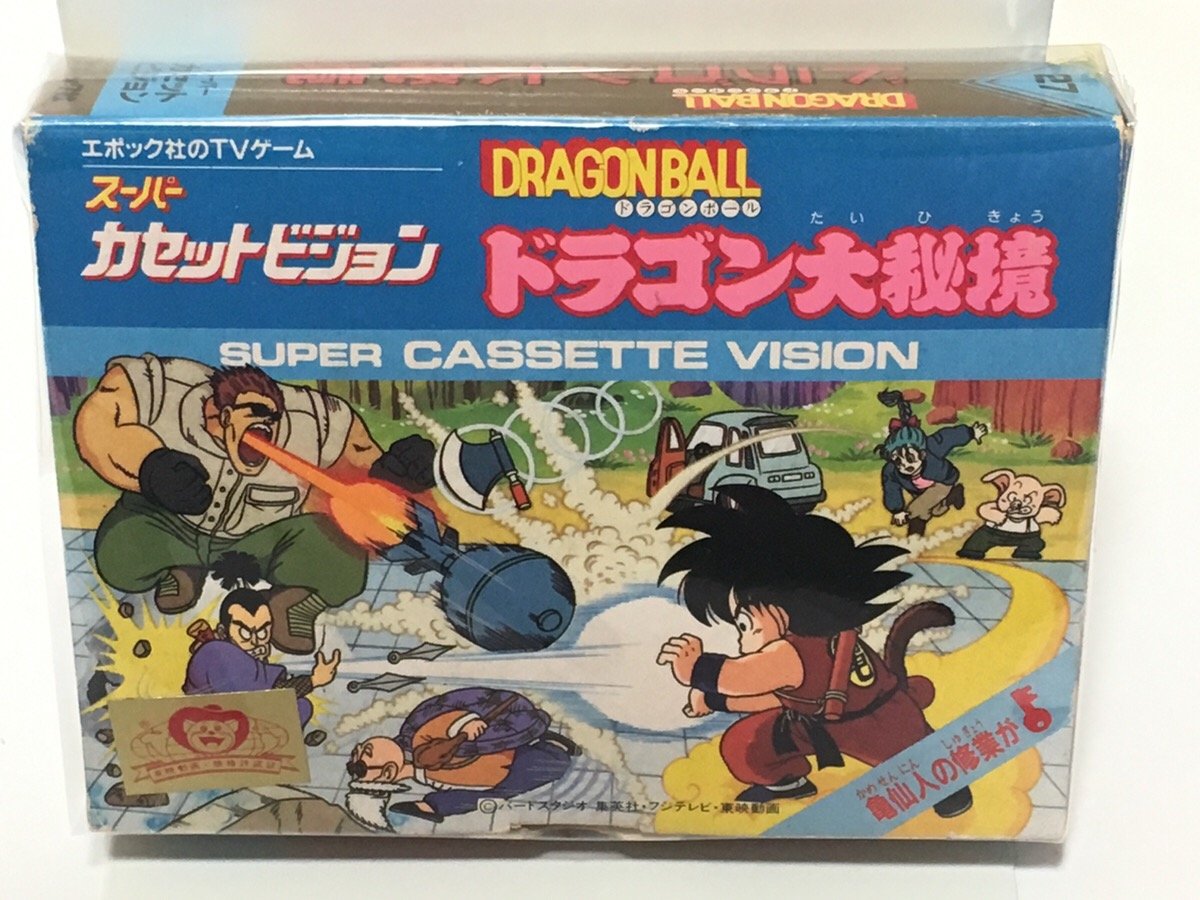 DRAGON BALL
27
エポック社のTVゲーム
スーパー
カセットビジョン
DRAGON BALL
ドラゴンボール
たいひきょう
ドラゴン大秘境
SUPER CASSETTE VISION
かめせんにん しゅぎょう
亀仙人の修業がよ
©バードスタジオ 集英社・フジテレビ・東映動画